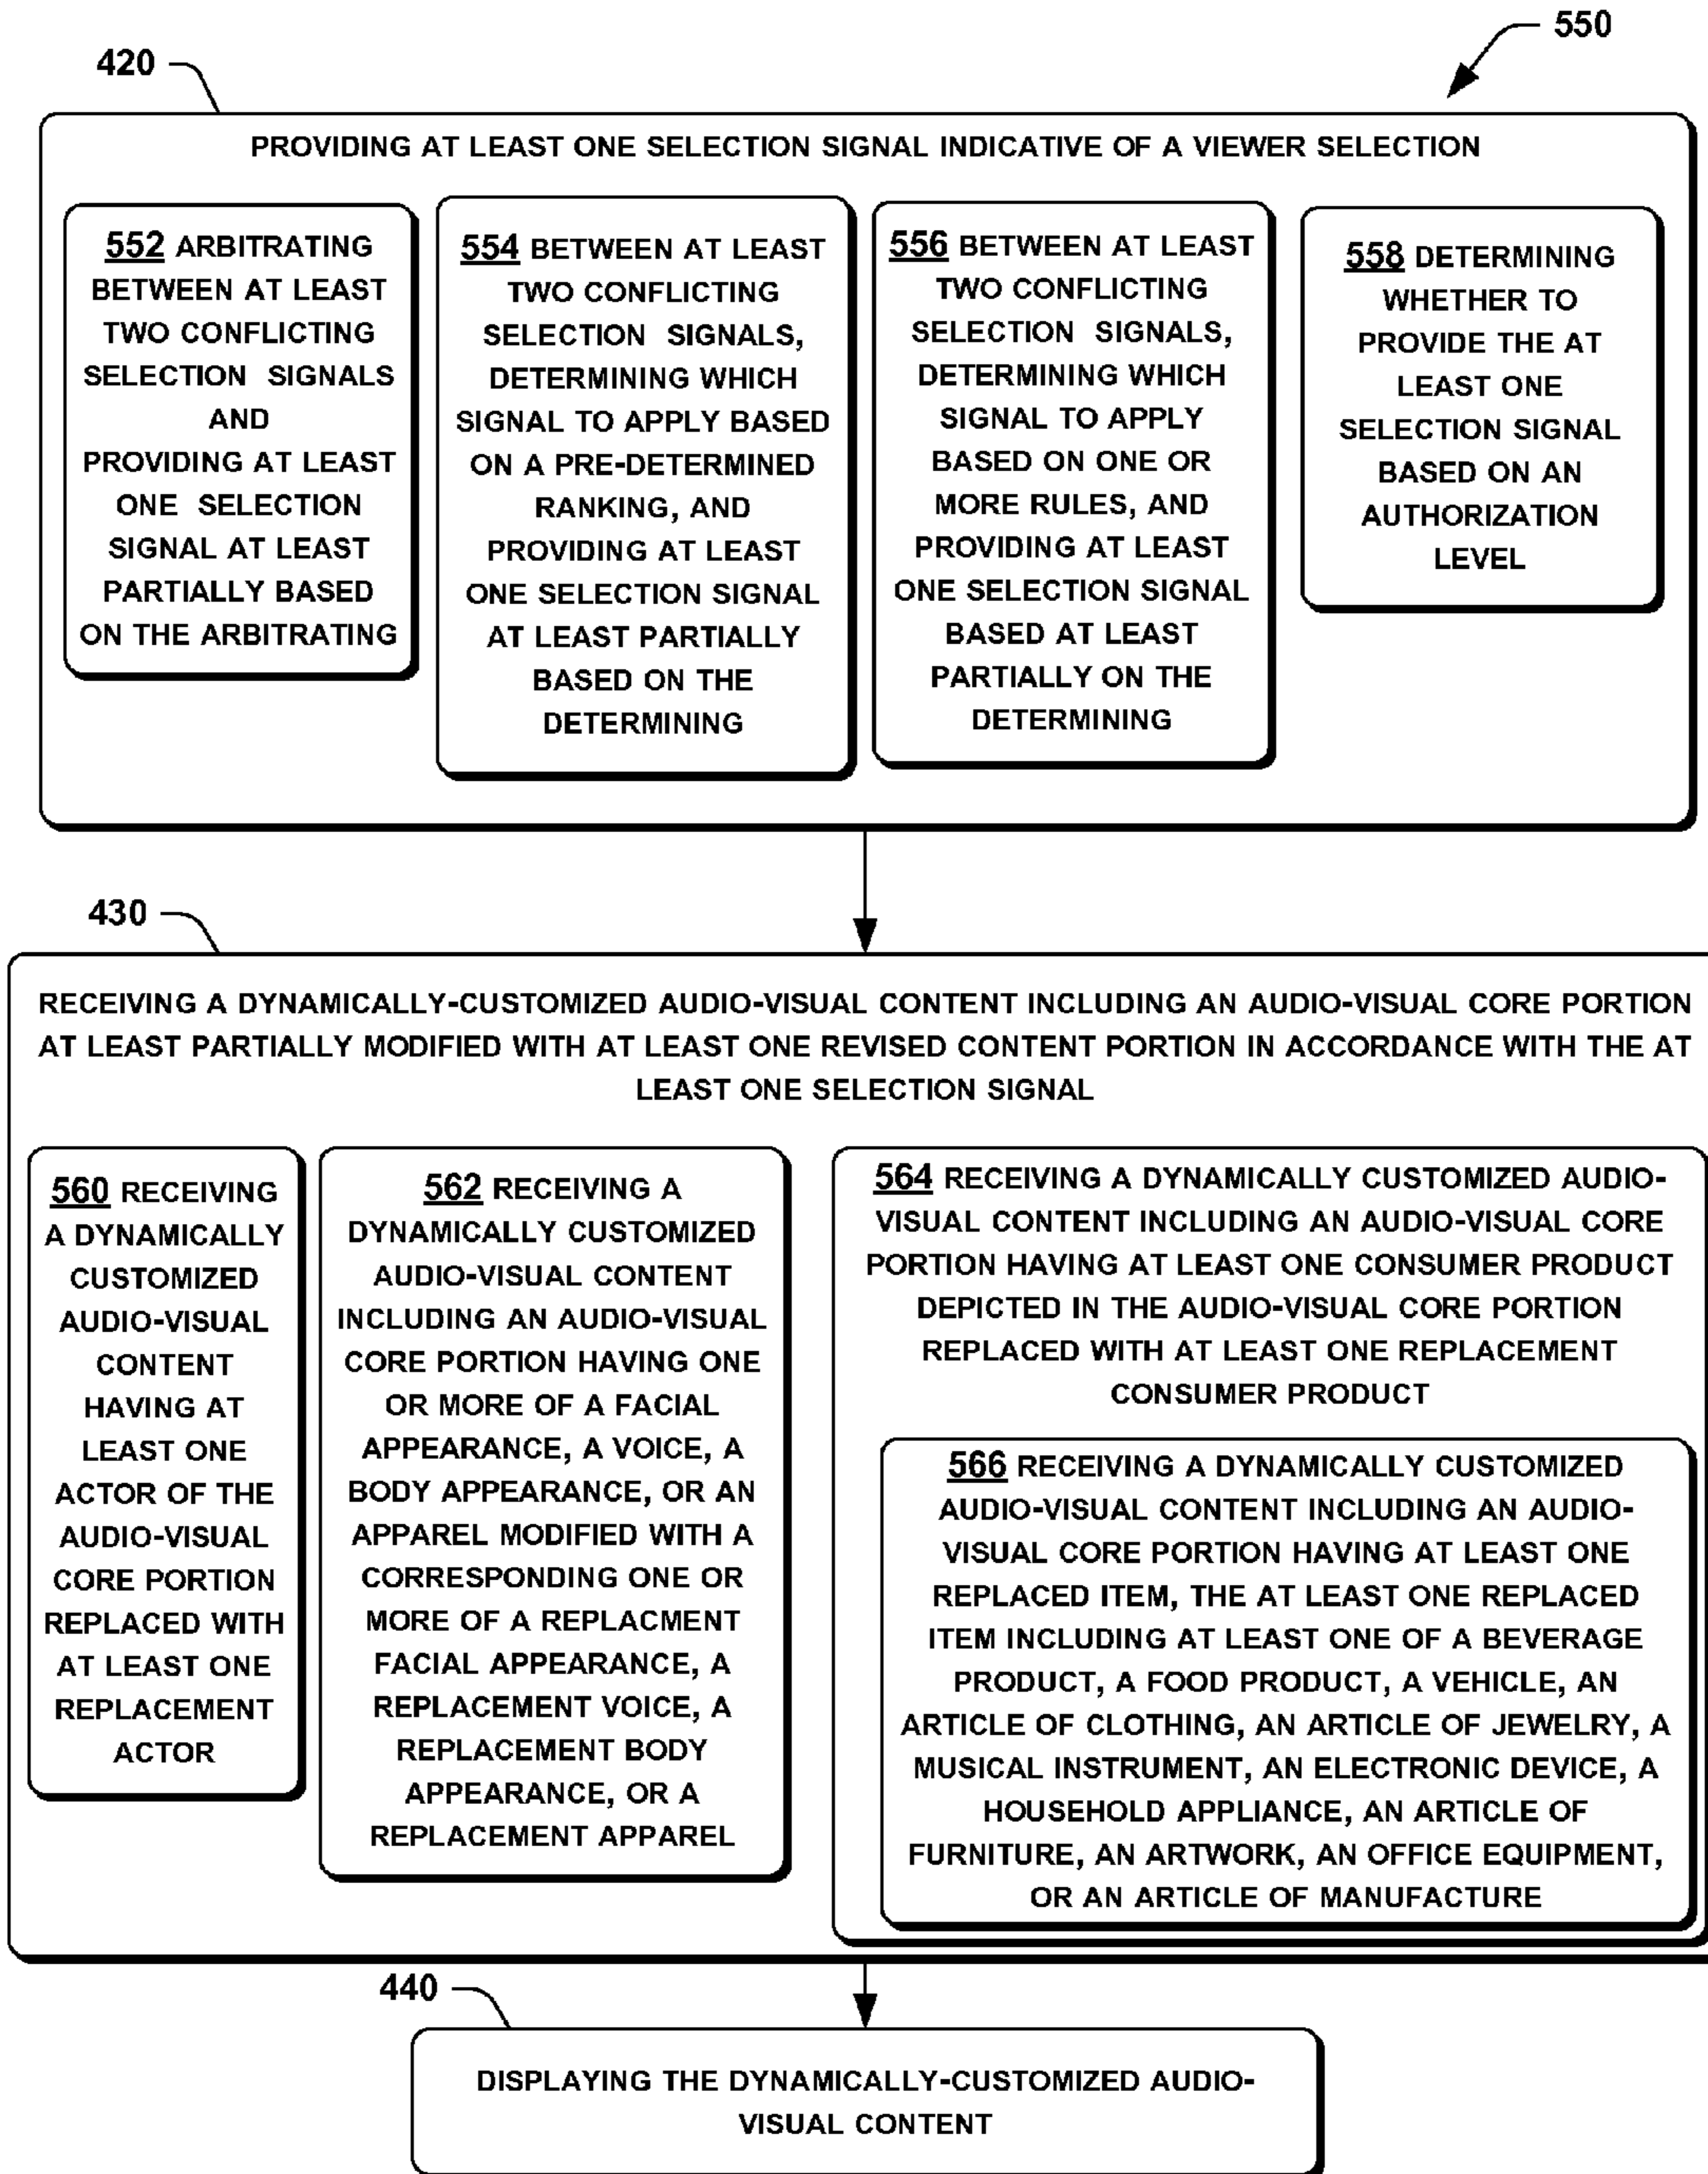 550
420
PROVIDING AT LEAST ONE SELECTION SIGNAL INDICATIVE OF A VIEWER SELECTION
552 ARBITRATING
BETWEEN AT LEAST
TWO CONFLICTING
SELECTION SIGNALS
AND
PROVIDING AT LEAST
ONE SELECTION
SIGNAL AT LEAST
PARTIALLY BASED
ON THE ARBITRATING
554 BETWEEN AT LEAST
TWO CONFLICTING
SELECTION SIGNALS,
DETERMINING WHICH
SIGNAL TO APPLY BASED
ON A PRE-DETERMINED
RANKING, AND
PROVIDING AT LEAST
ONE SELECTION SIGNAL
AT LEAST PARTIALLY
BASED ON THE
DETERMINING
556 BETWEEN AT LEAST
TWO CONFLICTING
SELECTION SIGNALS,
DETERMINING WHICH
SIGNAL TO APPLY
BASED ON ONE OR
MORE RULES, AND
PROVIDING AT LEAST
ONE SELECTION SIGNAL
BASED AT LEAST
PARTIALLY ON THE
DETERMINING
558 DETERMINING
WHETHER TO
PROVIDE THE AT
LEAST ONE
SELECTION SIGNAL
BASED ON AN
AUTHORIZATION
LEVEL
430
RECEIVING A DYNAMICALLY-CUSTOMIZED AUDIO-VISUAL CONTENT INCLUDING AN AUDIO-VISUAL CORE PORTION
AT LEAST PARTIALLY MODIFIED WITH AT LEAST ONE REVISED CONTENT PORTION IN ACCORDANCE WITH THE AT
LEAST ONE SELECTION SIGNAL
560 RECEIVING
A DYNAMICALLY
CUSTOMIZED
AUDIO-VISUAL
CONTENT
HAVING AT
LEAST ONE
ACTOR OF THE
AUDIO-VISUAL
CORE PORTION
REPLACED WITH
AT LEAST ONE
REPLACEMENT
ACTOR
562 RECEIVING A
DYNAMICALLY CUSTOMIZED
AUDIO-VISUAL CONTENT
INCLUDING AN AUDIO-VISUAL
CORE PORTION HAVING ONE
OR MORE OF A FACIAL
APPEARANCE, A VOICE, A
BODY APPEARANCE, OR AN
APPAREL MODIFIED WITH A
CORRESPONDING ONE OR
MORE OF A REPLACMENT
FACIAL APPEARANCE, A
REPLACEMENT VOICE, A
REPLACEMENT BODY
APPEARANCE, OR A
REPLACEMENT APPAREL
564 RECEIVING A DYNAMICALLY CUSTOMIZED AUDIO-
VISUAL CONTENT INCLUDING AN AUDIO-VISUAL CORE
PORTION HAVING AT LEAST ONE CONSUMER PRODUCT
DEPICTED IN THE AUDIO-VISUAL CORE PORTION
REPLACED WITH AT LEAST ONE REPLACEMENT
CONSUMER PRODUCT
566 RECEIVING A DYNAMICALLY CUSTOMIZED
AUDIO-VISUAL CONTENT INCLUDING AN AUDIO-
VISUAL CORE PORTION HAVING AT LEAST ONE
REPLACED ITEM, THE AT LEAST ONE REPLACED
ITEM INCLUDING AT LEAST ONE OF A BEVERAGE
PRODUCT, A FOOD PRODUCT, A VEHICLE, AN
ARTICLE OF CLOTHING, AN ARTICLE OF JEWELRY, A
MUSICAL INSTRUMENT, AN ELECTRONIC DEVICE, A
HOUSEHOLD APPLIANCE, AN ARTICLE OF
FURNITURE, AN ARTWORK, AN OFFICE EQUIPMENT,
OR AN ARTICLE OF MANUFACTURE
440
DISPLAYING THE DYNAMICALLY-CUSTOMIZED AUDIO-
VISUAL CONTENT